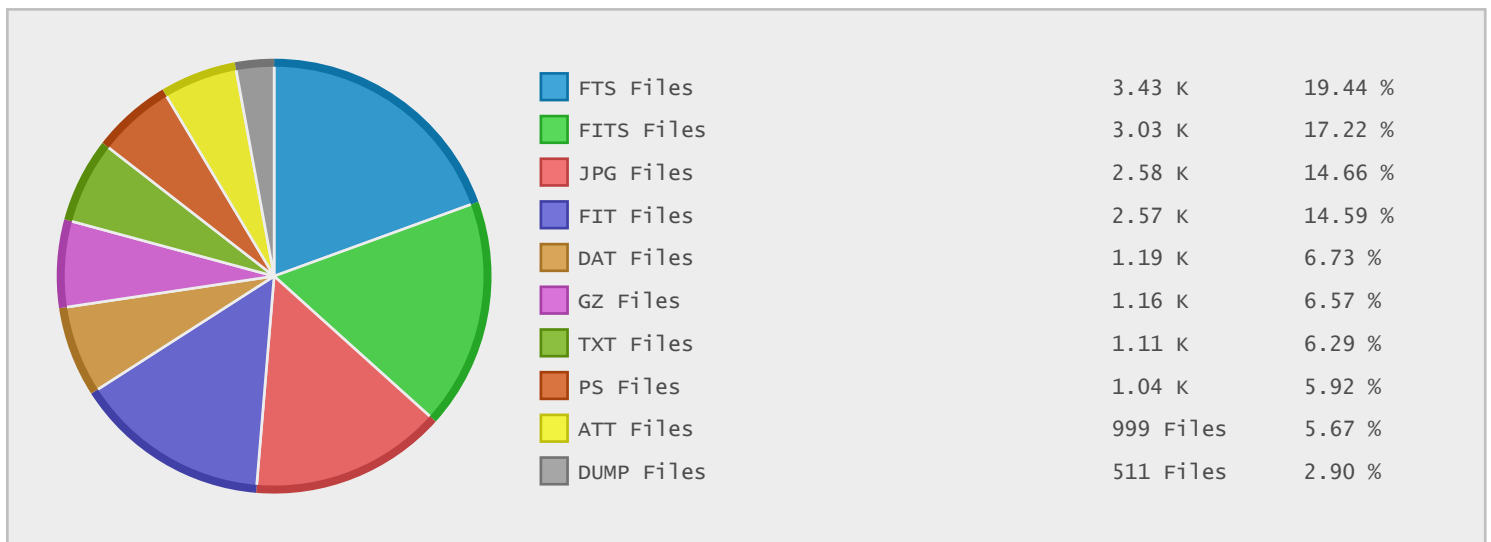 FTS Files 3.43 K 19.44 %
FITS Files 3.03 K 17.22 %
JPG Files 2.58 K 14.66 %
FIT Files 2.57 K 14.59 %
DAT Files 1.19 K 6.73 %
GZ Files 1.16 K 6.57 %
TXT Files 1.11 K 6.29 %
PS Files 1.04 K 5.92 %
ATT Files 999 Files 5.67 %
DUMP Files 511 Files 2.90 %